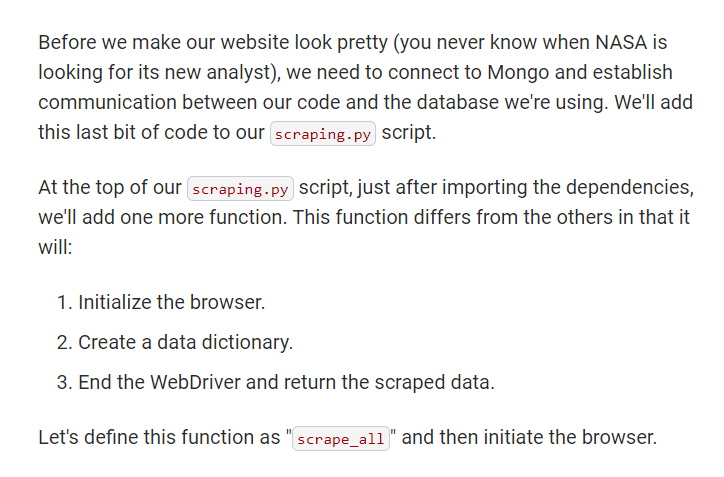 Before we make our website look pretty (you never know when NASA is
looking for its new analyst), we need to connect to Mongo and establish
communication between our code and the database we're using. We'll add
this last bit of code to our scraping.py script.
At the top of our scraping.py script, just after importing the dependencies,
we'll add one more function. This function differs from the others in that it
will:
1. Initialize the browser.
2. Create a data dictionary.
3. End the WebDriver and return the scraped data.
Let's define this function as "scrape_all" and then initiate the browser.